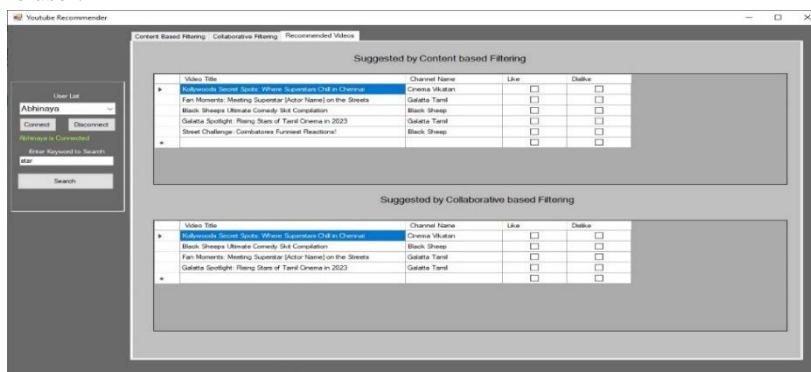 Youtube Recommender
Content Based Filtering Collaborative Filtering Recommended Videos
Suggested by Content based Filtering
Video Title Channel Name Like Dislike
Kollywoods Secret Spots: Where Superstars Chill in Chennai Cinema Vikatan
Fan Moments: Meeting Superstar [Actor Name] on the Streets Galatta Tamil
Black Sheeps Ultimate Comedy Skit Compilation Black Sheep
Galatta Spotlight: Rising Stars of Tamil Cinema in 2023 Galatta Tamil
Street Challenge: Coimbatores Funniest Reactions! Black Sheep
User List
Abhinaya
Connect Disconnect
Abhinaya is Connected
Enter Keyword to Search
star
Search
Suggested by Collaborative based Filtering
Video Title Channel Name Like Dislike
Kollywoods Secret Spots: Where Superstars Chill in Chennai Cinema Vikatan
Black Sheeps Ultimate Comedy Skit Compilation Black Sheep
Fan Moments: Meeting Superstar [Actor Name] on the Streets Galatta Tamil
Galatta Spotlight: Rising Stars of Tamil Cinema in 2023 Galatta Tamil